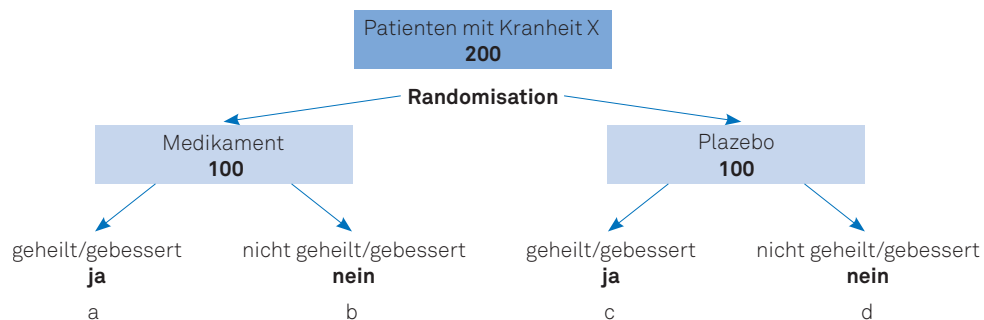 Patienten mit Kranheit X
200
Randomisation
Medikament
100
Plazebo
100
geheilt/gebessert
ja
a
nicht geheilt/gebessert
nein
b
geheilt/gebessert
ja
c
nicht geheilt/gebessert
nein
d